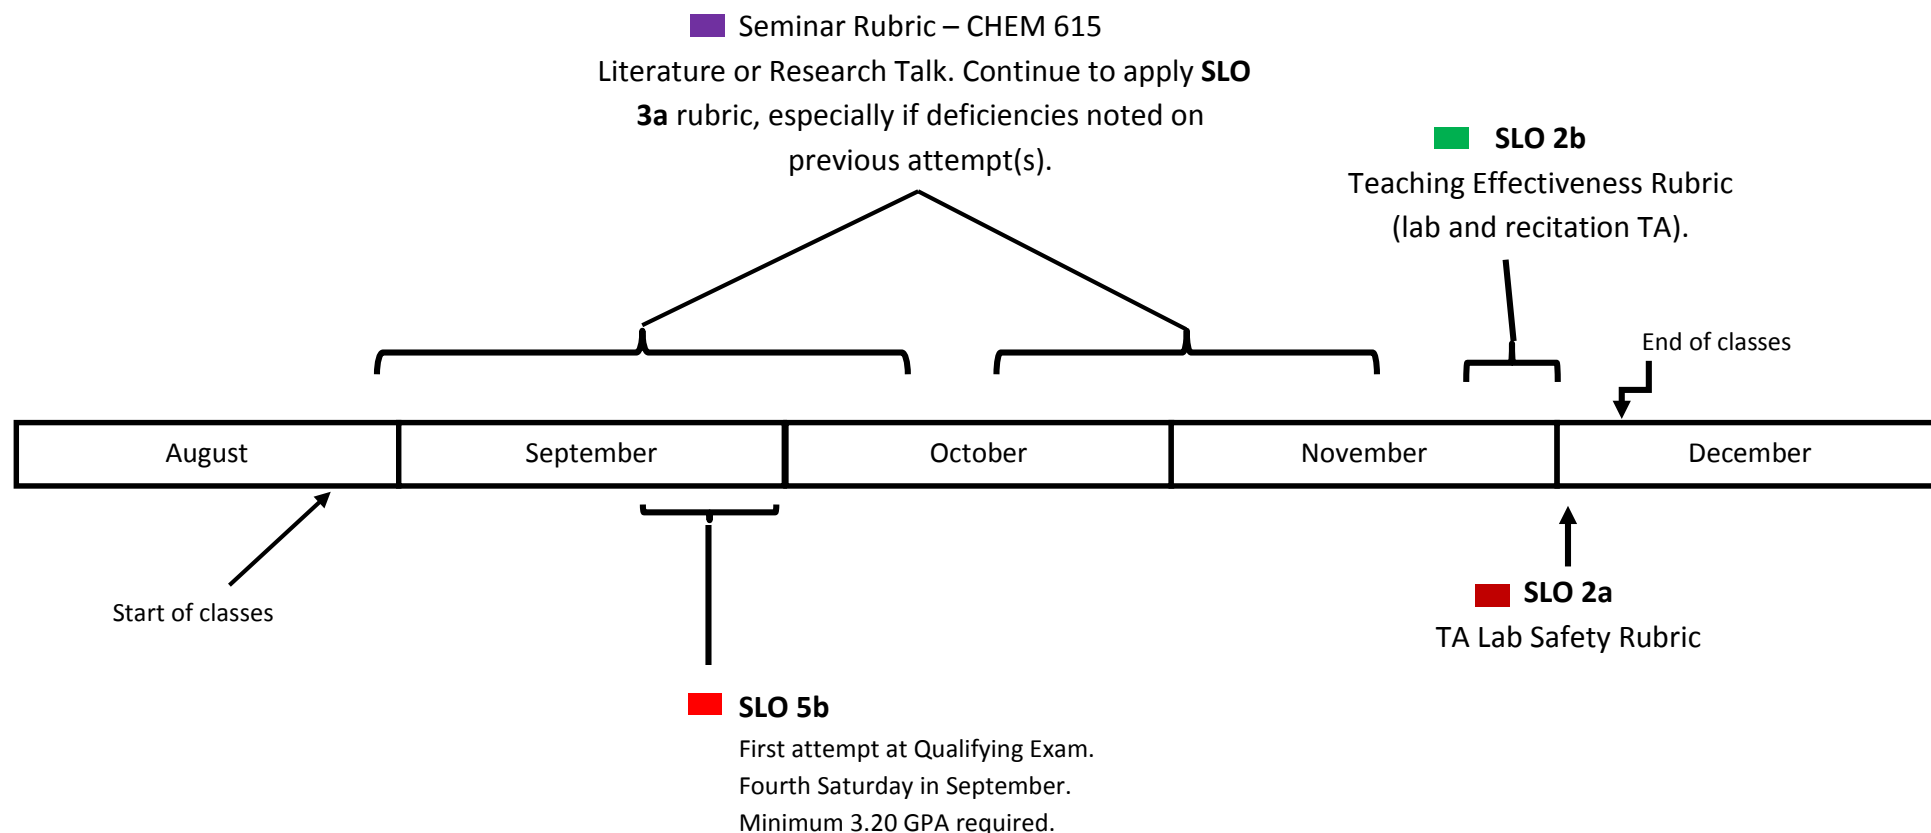 Seminar Rubric – CHEM 615
Literature or Research Talk. Continue to apply SLO
3a rubric, especially if deficiencies noted on
previous attempt(s).
SLO 2b
Teaching Effectiveness Rubric
(lab and recitation TA).
End of classes
August
September
October
November
December
Start of classes
SLO 2a
TA Lab Safety Rubric
SLO 5b
First attempt at Qualifying Exam.
Fourth Saturday in September.
Minimum 3.20 GPA required.